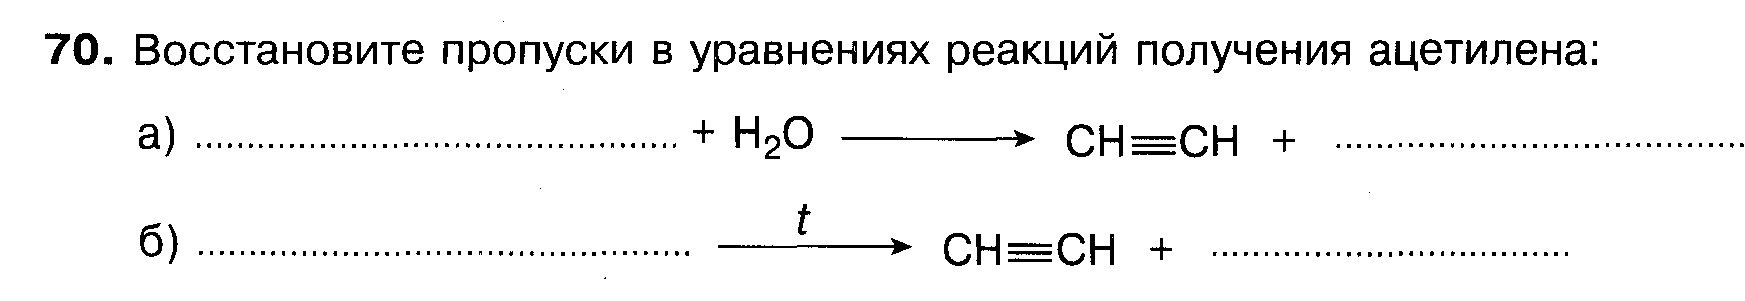 70. Восстановите пропуски в уравнениях реакций получения ацетилена:
а) ........................................ + H₂O ⟶ CH≡CH + ..................................
б) ......................................... t ⟶ CH≡CH + ..............................